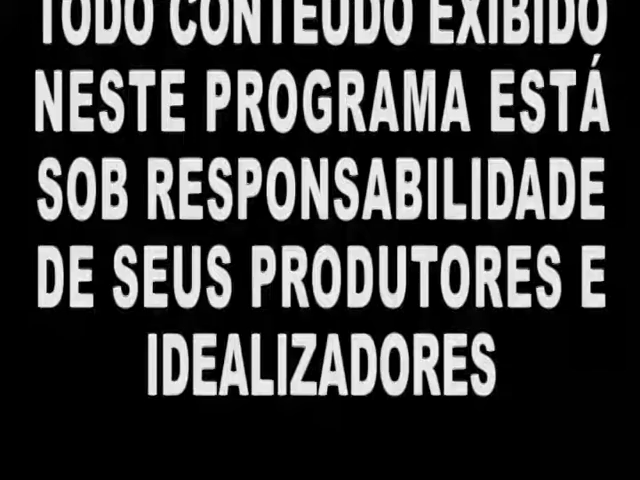 TODO CONTEÚDO EXIBIDO
NESTE PROGRAMA ESTÁ
SOB RESPONSABILIDADE
DE SEUS PRODUTORES E
IDEALIZADORES